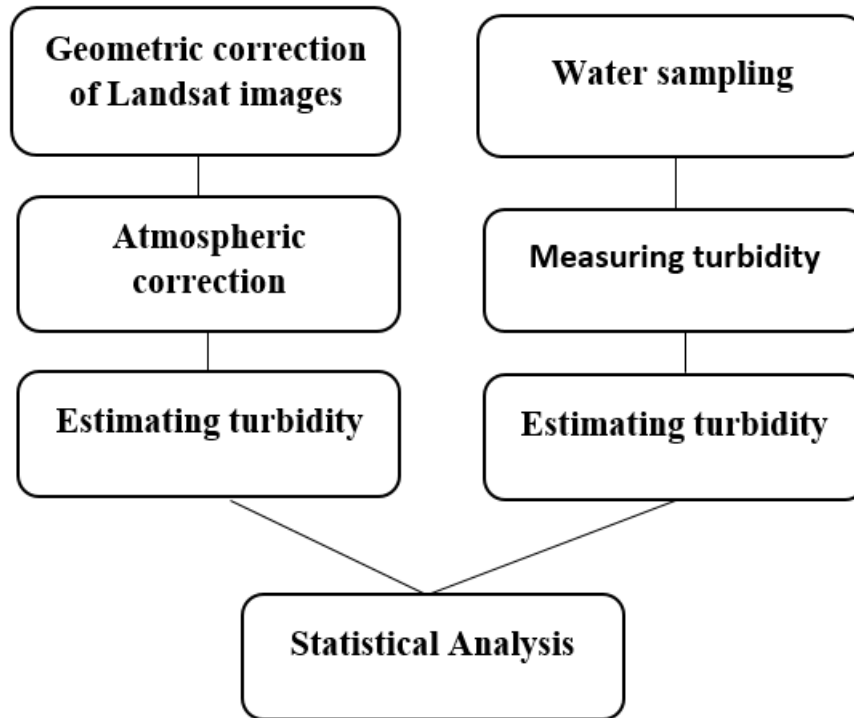 Geometric correction
of Landsat images
Atmospheric
correction
Estimating turbidity
Water sampling
Measuring turbidity
Estimating turbidity
Statistical Analysis